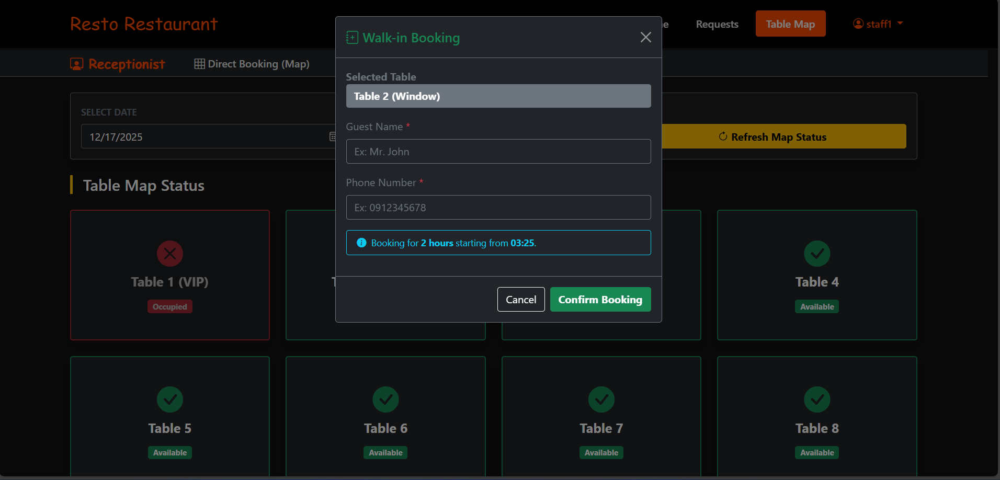 Resto Restaurant
Requests
Table Map
staff1
Receptionist
Direct Booking (Map)
SELECT DATE
12/17/2025
Refresh Map Status
Walk-in Booking
Selected Table
Table 2 (Window)
Guest Name *
Ex: Mr. John
Phone Number *
Ex: 0912345678
Booking for 2 hours starting from 03:25.
Cancel
Confirm Booking
Table Map Status
Table 1 (VIP)
Occupied
Table 4
Available
Table 5
Available
Table 6
Available
Table 7
Available
Table 8
Available